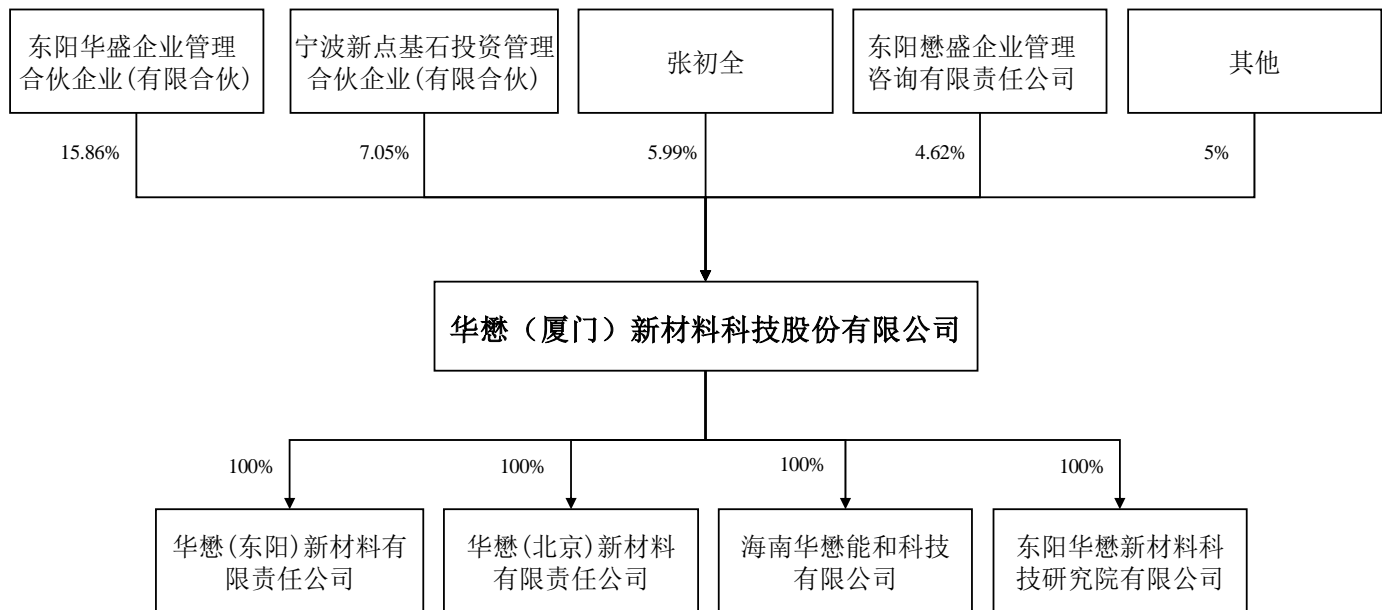 东阳华盛企业管理
合伙企业(有限合伙)
宁波新点基石投资管理
合伙企业(有限合伙)
张初全
东阳懋盛企业管理
咨询有限责任公司
其他
15.86%
7.05%
5.99%
4.62%
5%
华懋（厦门）新材料科技股份有限公司
100%
100%
100%
100%
华懋(东阳)新材料有
限责任公司
华懋(北京)新材料
有限责任公司
海南华懋能和科技
有限公司
东阳华懋新材料科
技研究院有限公司